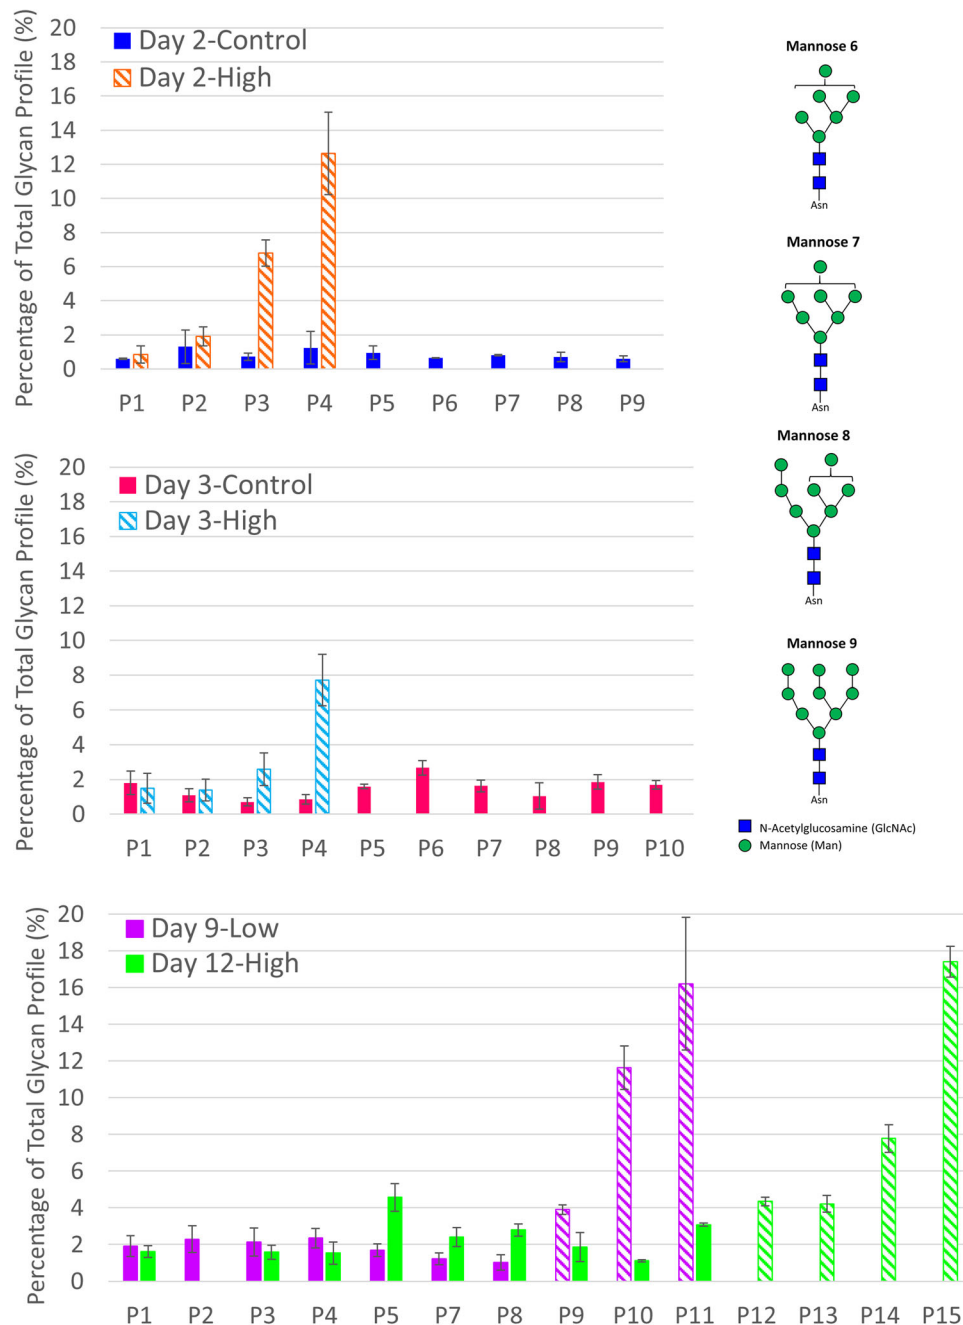 Percentage of Total Glycan Profile (%)
20
18
16
14
12
10
8
6
4
2
0
Day 2-Control
Day 2-High
P1 P2 P3 P4 P5 P6 P7 P8 P9
Mannose 6
Asn
Mannose 7
Asn
Percentage of Total Glycan Profile (%)
20
18
16
14
12
10
8
6
4
2
0
Day 3-Control
Day 3-High
P1 P2 P3 P4 P5 P6 P7 P8 P9 P10
Mannose 8
Asn
Mannose 9
Asn
N-Acetylglucosamine (GlcNAc)
Mannose (Man)
Percentage of Total Glycan Profile (%)
20
18
16
14
12
10
8
6
4
2
0
Day 9-Low
Day 12-High
P1 P2 P3 P4 P5 P7 P8 P9 P10 P11 P12 P13 P14 P15